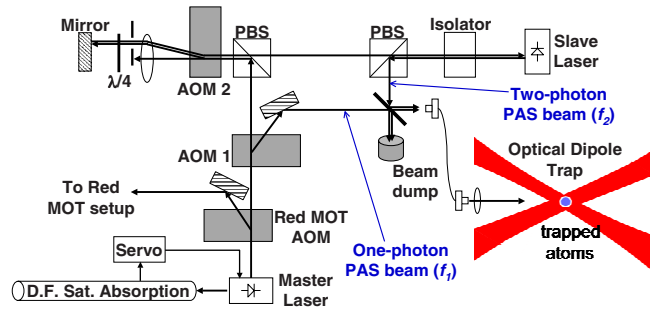 Mirror
PBS
PBS
Isolator
Slave
Laser
λ/4
AOM 2
Two-photon
PAS beam (f2)
AOM 1
Beam
dump
Optical Dipole
Trap
To Red
MOT setup
Red MOT
AOM
trapped
atoms
One-photon
PAS beam (f1)
Servo
D.F. Sat. Absorption
Master
Laser